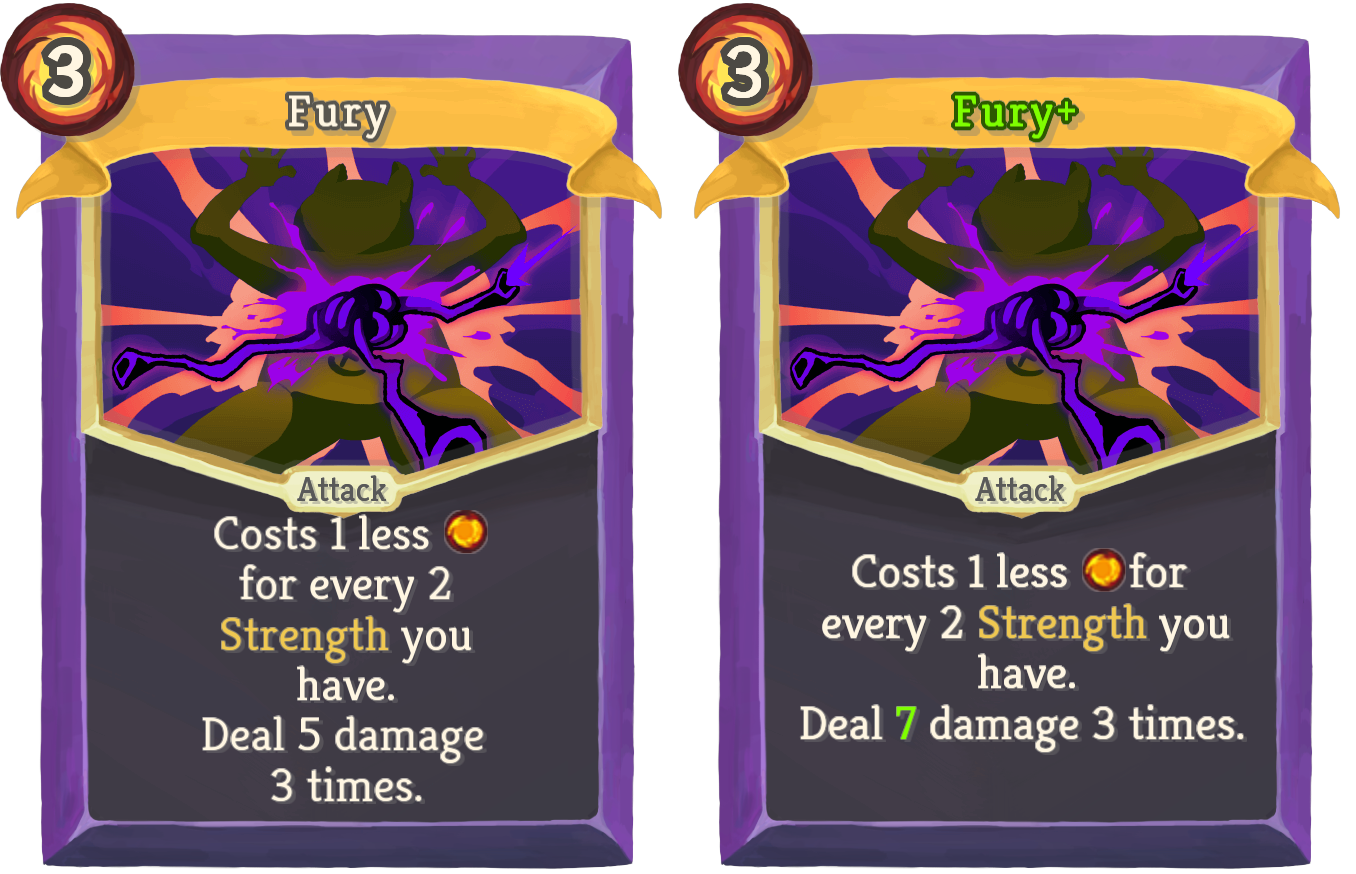 3
Fury
Attack
Costs 1 less
for every 2
Strength you
have.
Deal 5 damage
3 times.
3
Fury+
Attack
Costs 1 less for
every 2 Strength you
have.
Deal 7 damage 3 times.